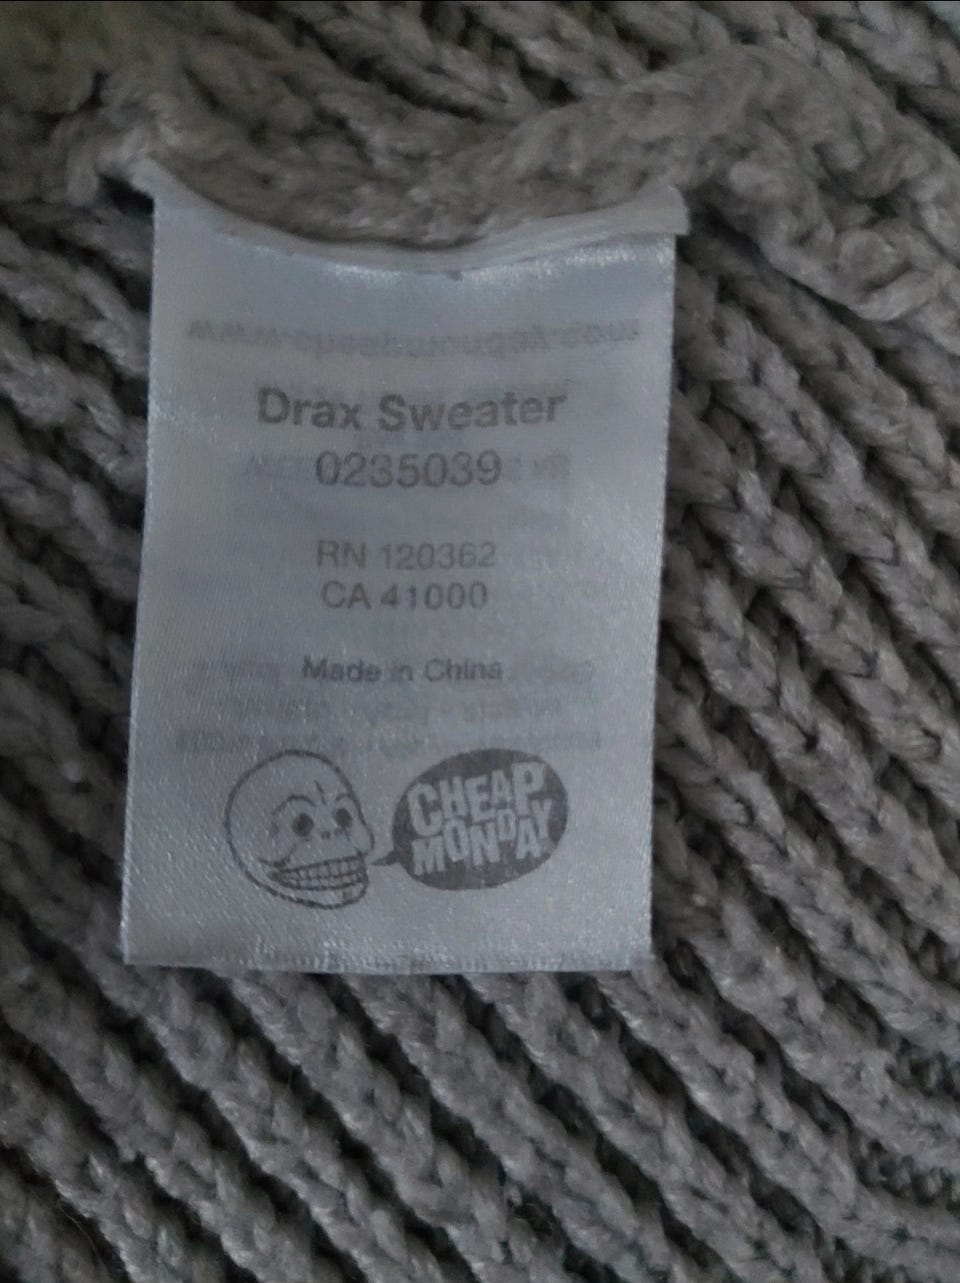 Drax Sweater
0235039
RN 120362
CA 41000
Made in China
CHEAP
MONDAY